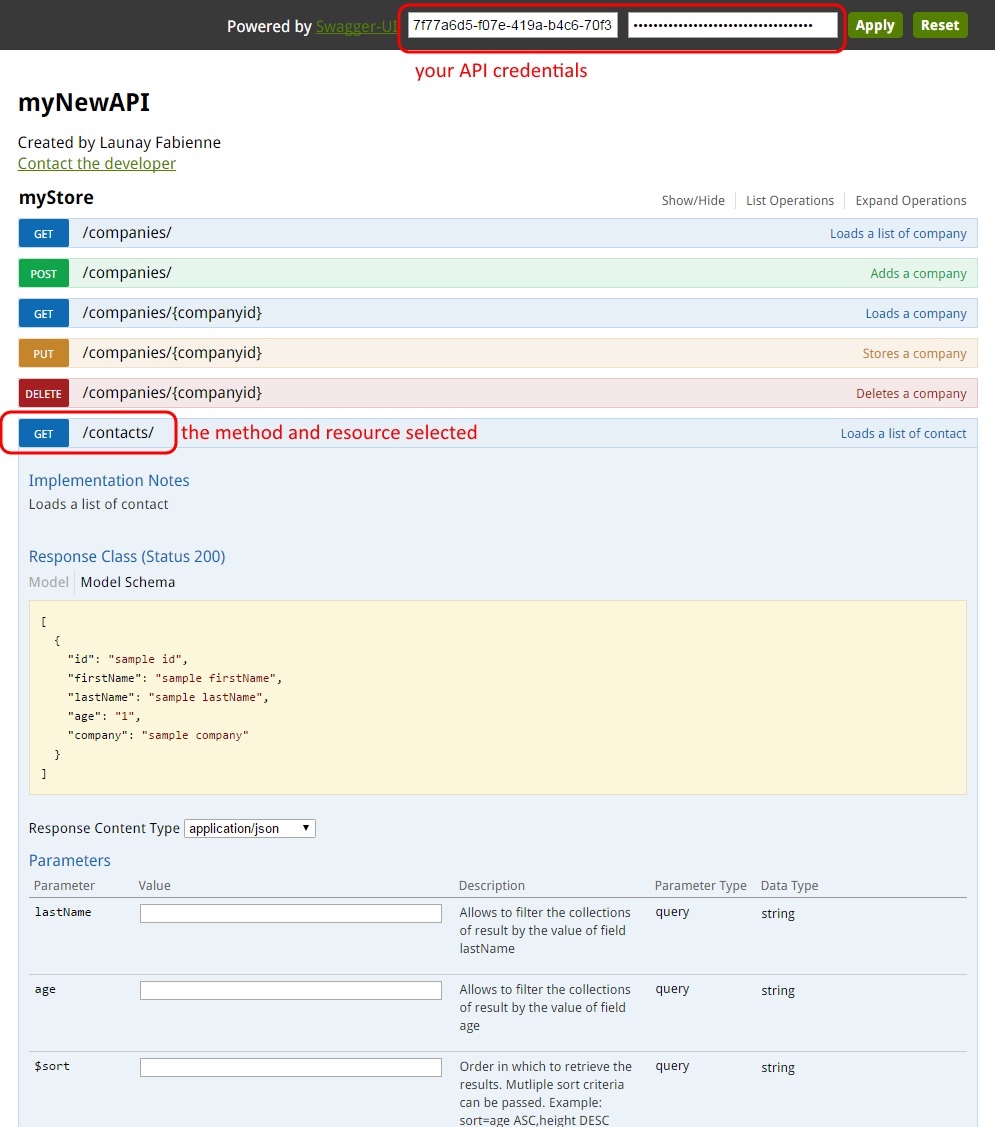 Powered by Swagger-UI 7f77a6d5-f07e-419a-b4c6-70f3 •••••••••••••••••••••••••••••••••••• Apply Reset
your API credentials
myNewAPI
Created by Launay Fabienne
Contact the developer
myStore Show/Hide List Operations Expand Operations
GET /companies/ Loads a list of company
POST /companies/ Adds a company
GET /companies/{companyid} Loads a company
PUT /companies/{companyid} Stores a company
DELETE /companies/{companyid} Deletes a company
GET /contacts/ the method and resource selected Loads a list of contact
Implementation Notes
Loads a list of contact
Response Class (Status 200)
Model Model Schema
[
{
"id": "sample id",
"firstName": "sample firstName",
"lastName": "sample lastName",
"age": "1",
"company": "sample company"
}
]
Response Content Type application/json
Parameters
Parameter Value Description Parameter Type Data Type
lastName Allows to filter the collections query string
of result by the value of field
lastName
age Allows to filter the collections query string
of result by the value of field
age
$sort Order in which to retrieve the query string
results. Mutliple sort criteria
can be passed. Example:
sort=age ASC,height DESC